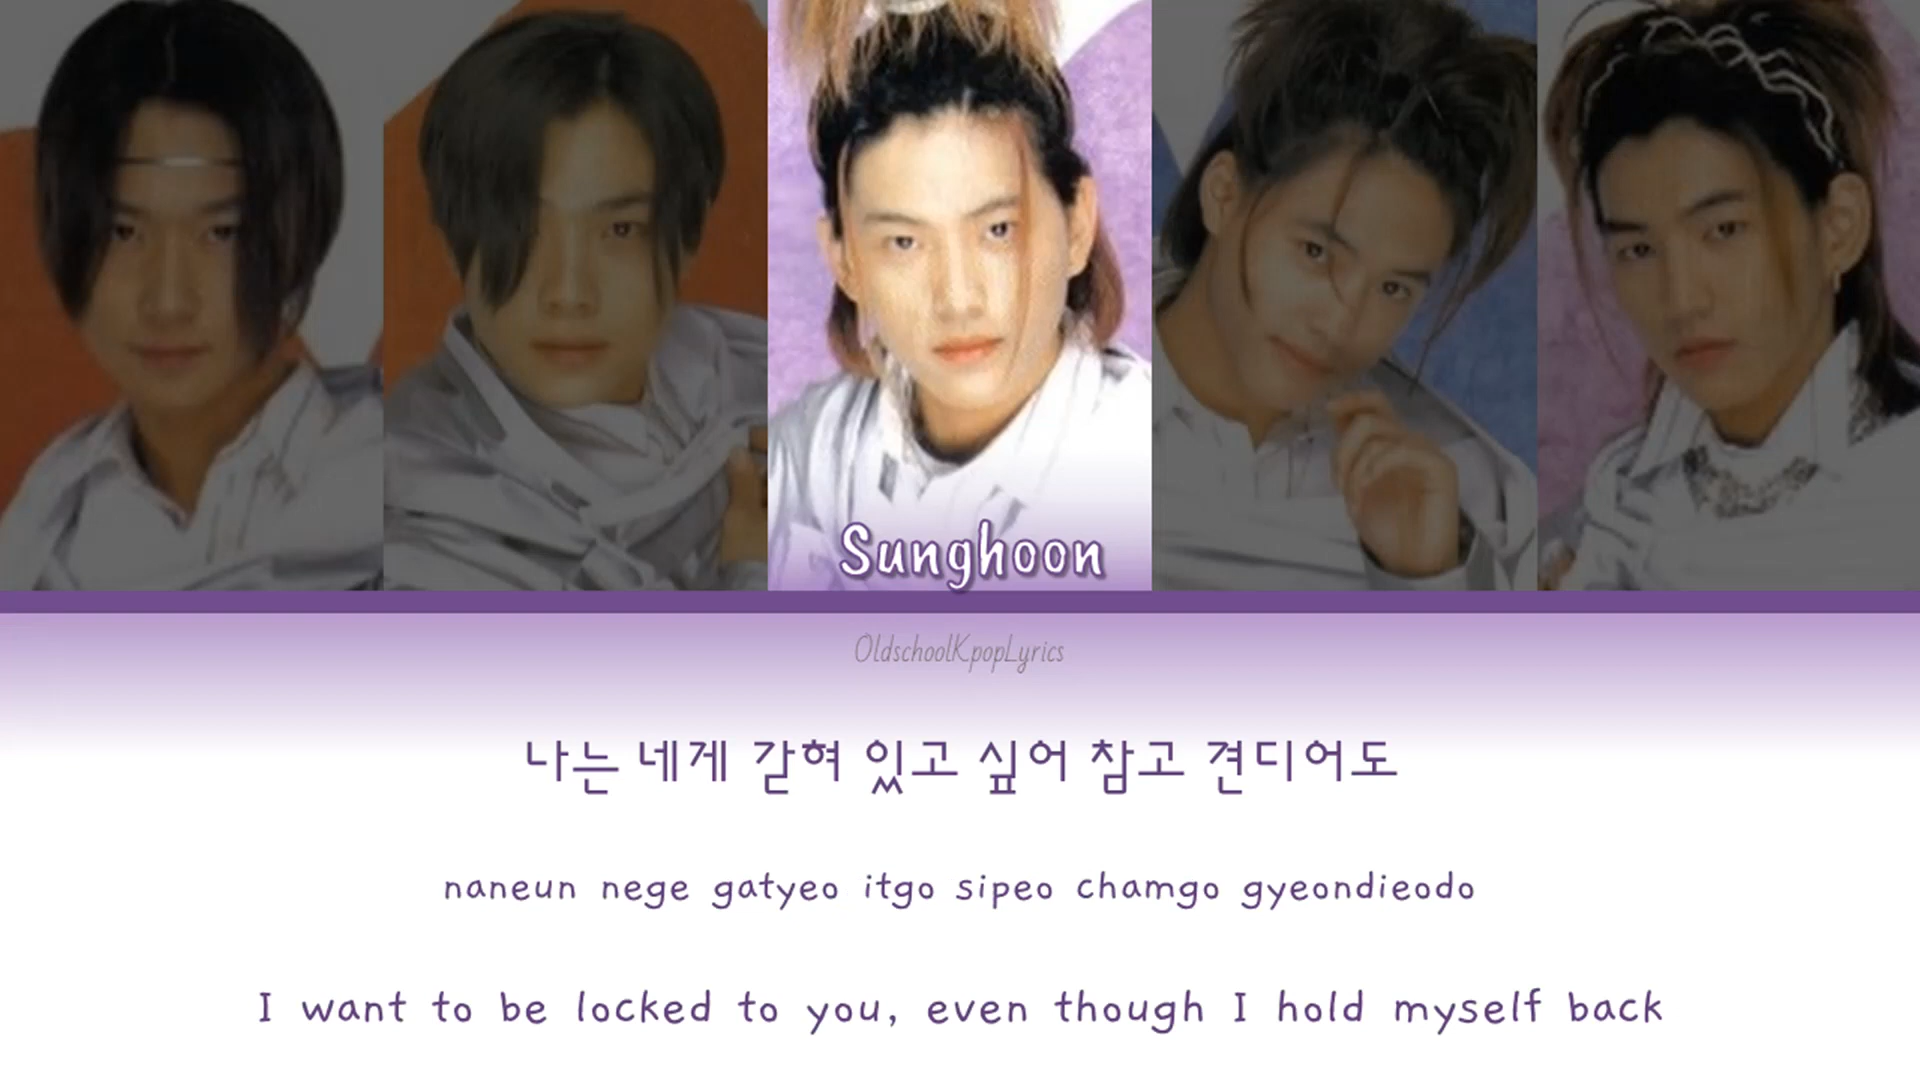 Sunghoon
OldschoolKpopLyrics
나는 네게 갇혀 있고 싶어 참고 견디어도
naneun nege gatyeo itgo sipeo chamgo gyeondieodo
I want to be locked to you, even though I hold myself back